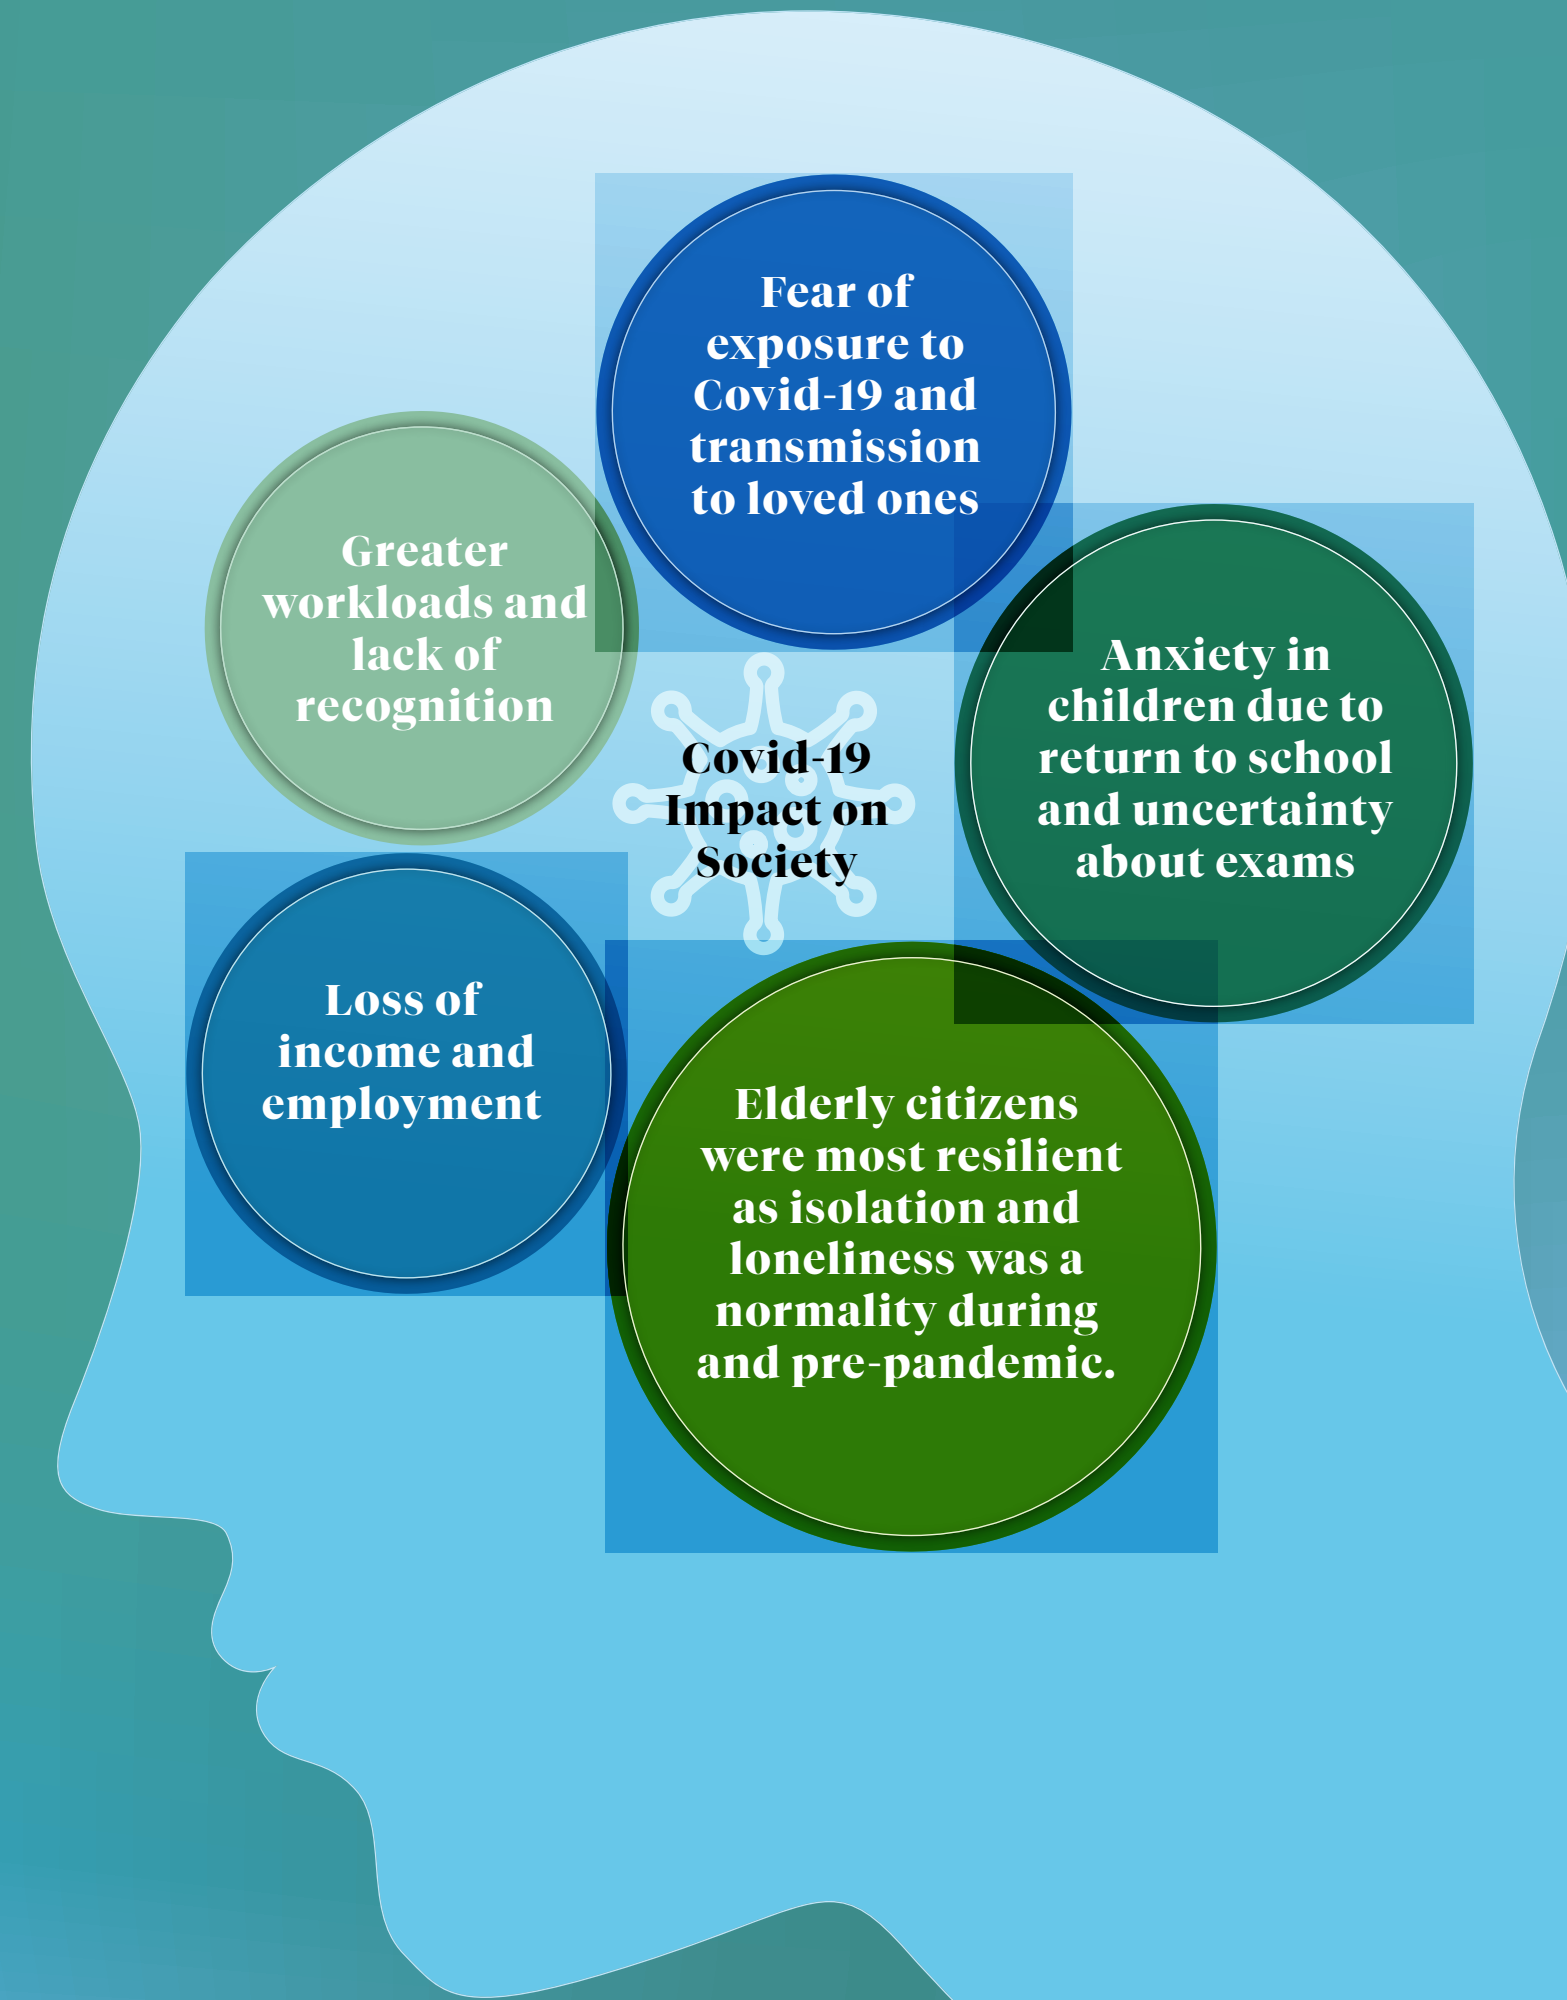 Fear of
exposure to
Covid-19 and
transmission
to loved ones
Greater
workloads and
lack of
recognition
Anxiety in
children due to
return to school
and uncertainty
about exams
Covid-19
Impact on
Society
Loss of
income and
employment
Elderly citizens
were most resilient
as isolation and
loneliness was a
normality during
and pre-pandemic.